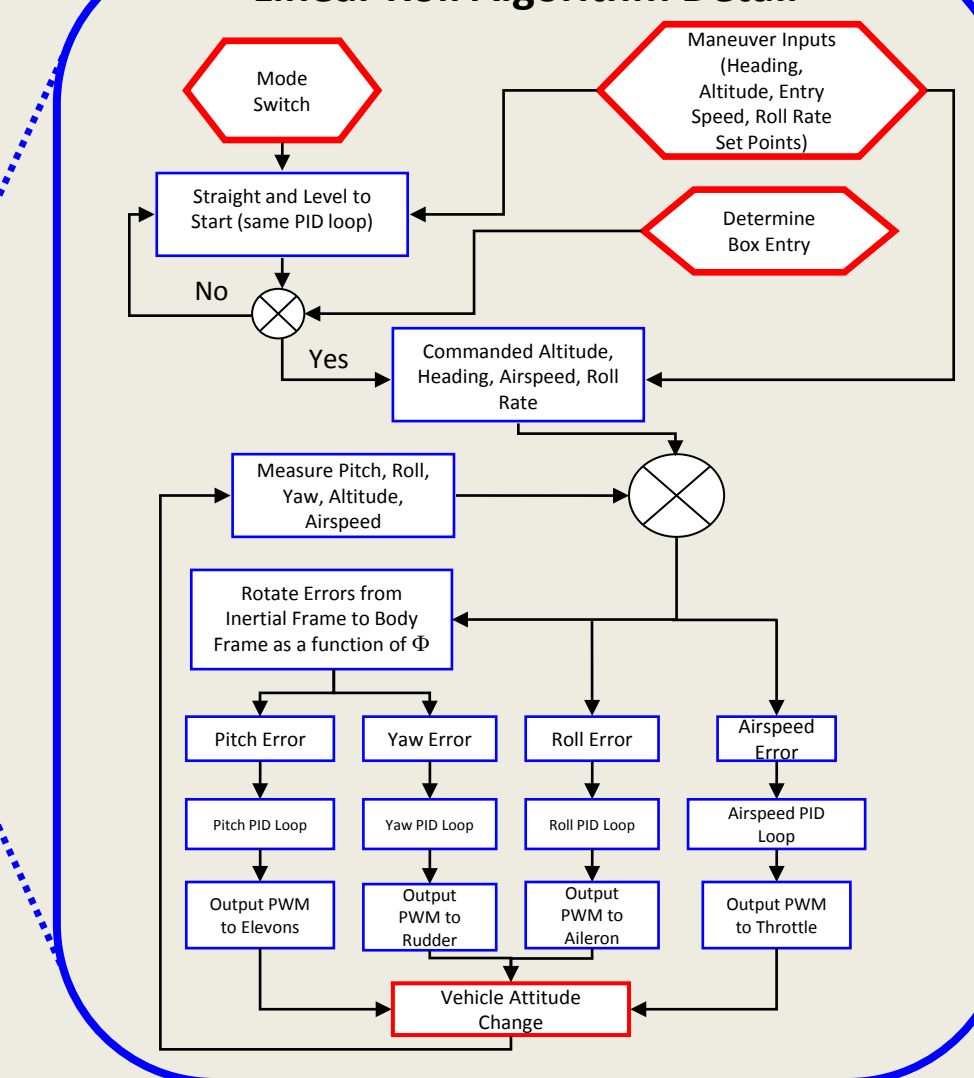 Linear Roll Algorithm Detail
Mode
Switch
Maneuver Inputs
(Heading,
Altitude, Entry
Speed, Roll Rate
Set Points)
Straight and Level to
Start (same PID loop)
Determine
Box Entry
No
Yes
Commanded Altitude,
Heading, Airspeed, Roll
Rate
Measure Pitch, Roll,
Yaw, Altitude,
Airspeed
Rotate Errors from
Inertial Frame to Body
Frame as a function of Φ
Pitch Error
Yaw Error
Roll Error
Airspeed
Error
Pitch PID Loop
Yaw PID Loop
Roll PID Loop
Airspeed PID
Loop
Output PWM
to Elevons
Output
PWM to
Rudder
Output
PWM to
Aileron
Output PWM
to Throttle
Vehicle Attitude
Change